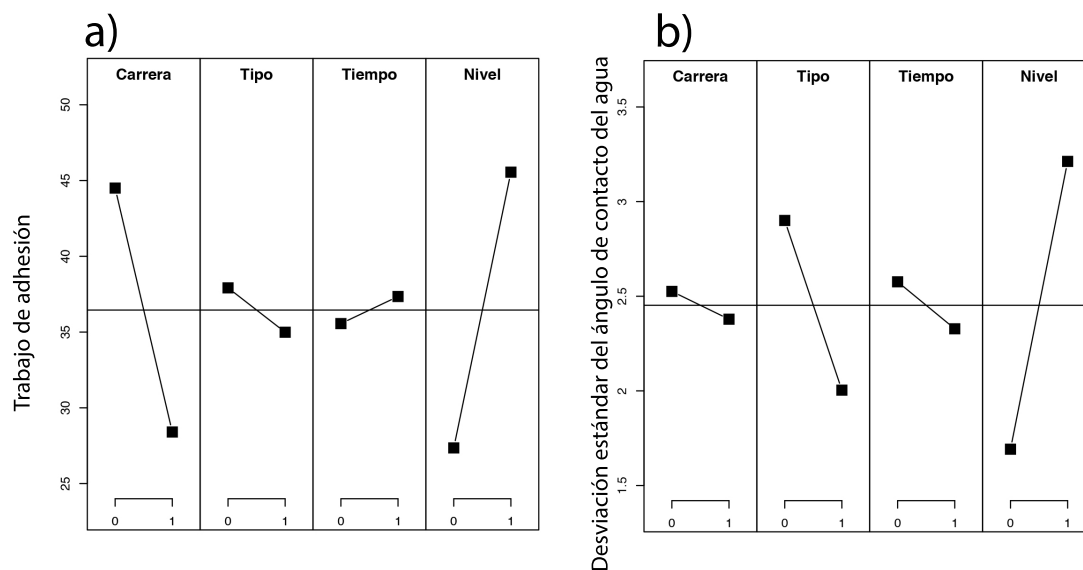 a)
Carrera Tipo Tiempo Nivel
Trabajo de adhesión
50
45
40
35
30
25
0 1 0 1 0 1 0 1
b)
Carrera Tipo Tiempo Nivel
Desviación estándar del ángulo de contacto del agua
3.5
3
2.5
2
1.5
0 1 0 1 0 1 0 1